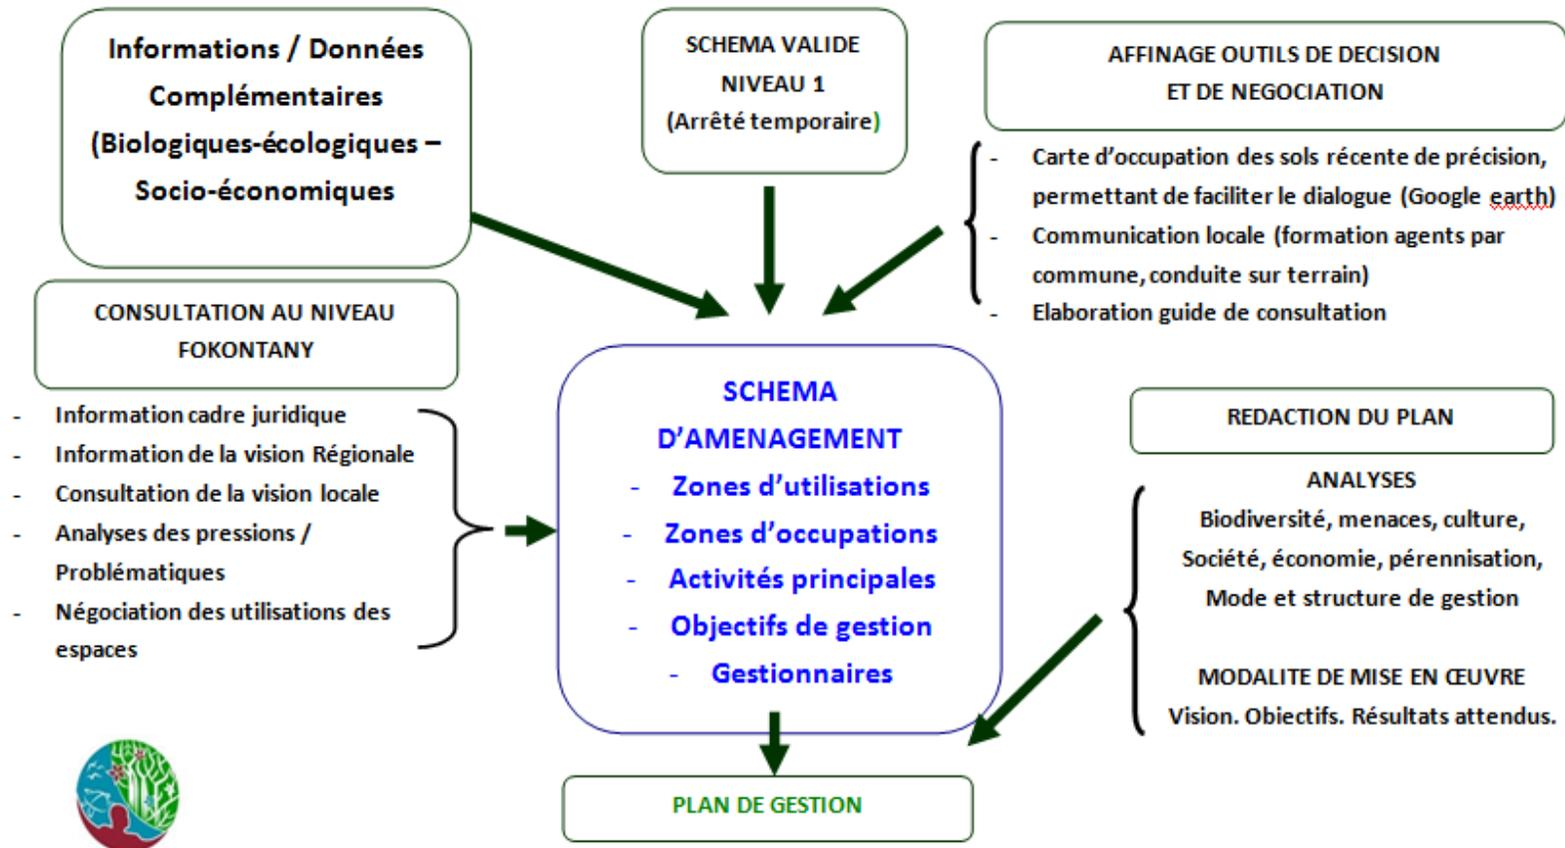 Informations / Données
Complémentaires
(Biologiques-écologiques –
Socio-économiques
SCHEMA VALIDE
NIVEAU 1
(Arrêté temporaire)
AFFINAGE OUTILS DE DECISION
ET DE NEGOCIATION
- Carte d’occupation des sols récente de précision,
permettant de faciliter le dialogue (Google earth)
- Communication locale (formation agents par
commune, conduite sur terrain)
- Elaboration guide de consultation
CONSULTATION AU NIVEAU
FOKONTANY
- Information cadre juridique
- Information de la vision Régionale
- Consultation de la vision locale
- Analyses des pressions /
Problématiques
- Négociation des utilisations des
espaces
SCHEMA
D’AMENAGEMENT
- Zones d’utilisations
- Zones d’occupations
- Activités principales
- Objectifs de gestion
- Gestionnaires
REDACTION DU PLAN
ANALYSES
Biodiversité, menaces, culture,
Société, économie, pérennisation,
Mode et structure de gestion
MODALITE DE MISE EN ŒUVRE
Vision. Obiectifs. Résultats attendus.
PLAN DE GESTION